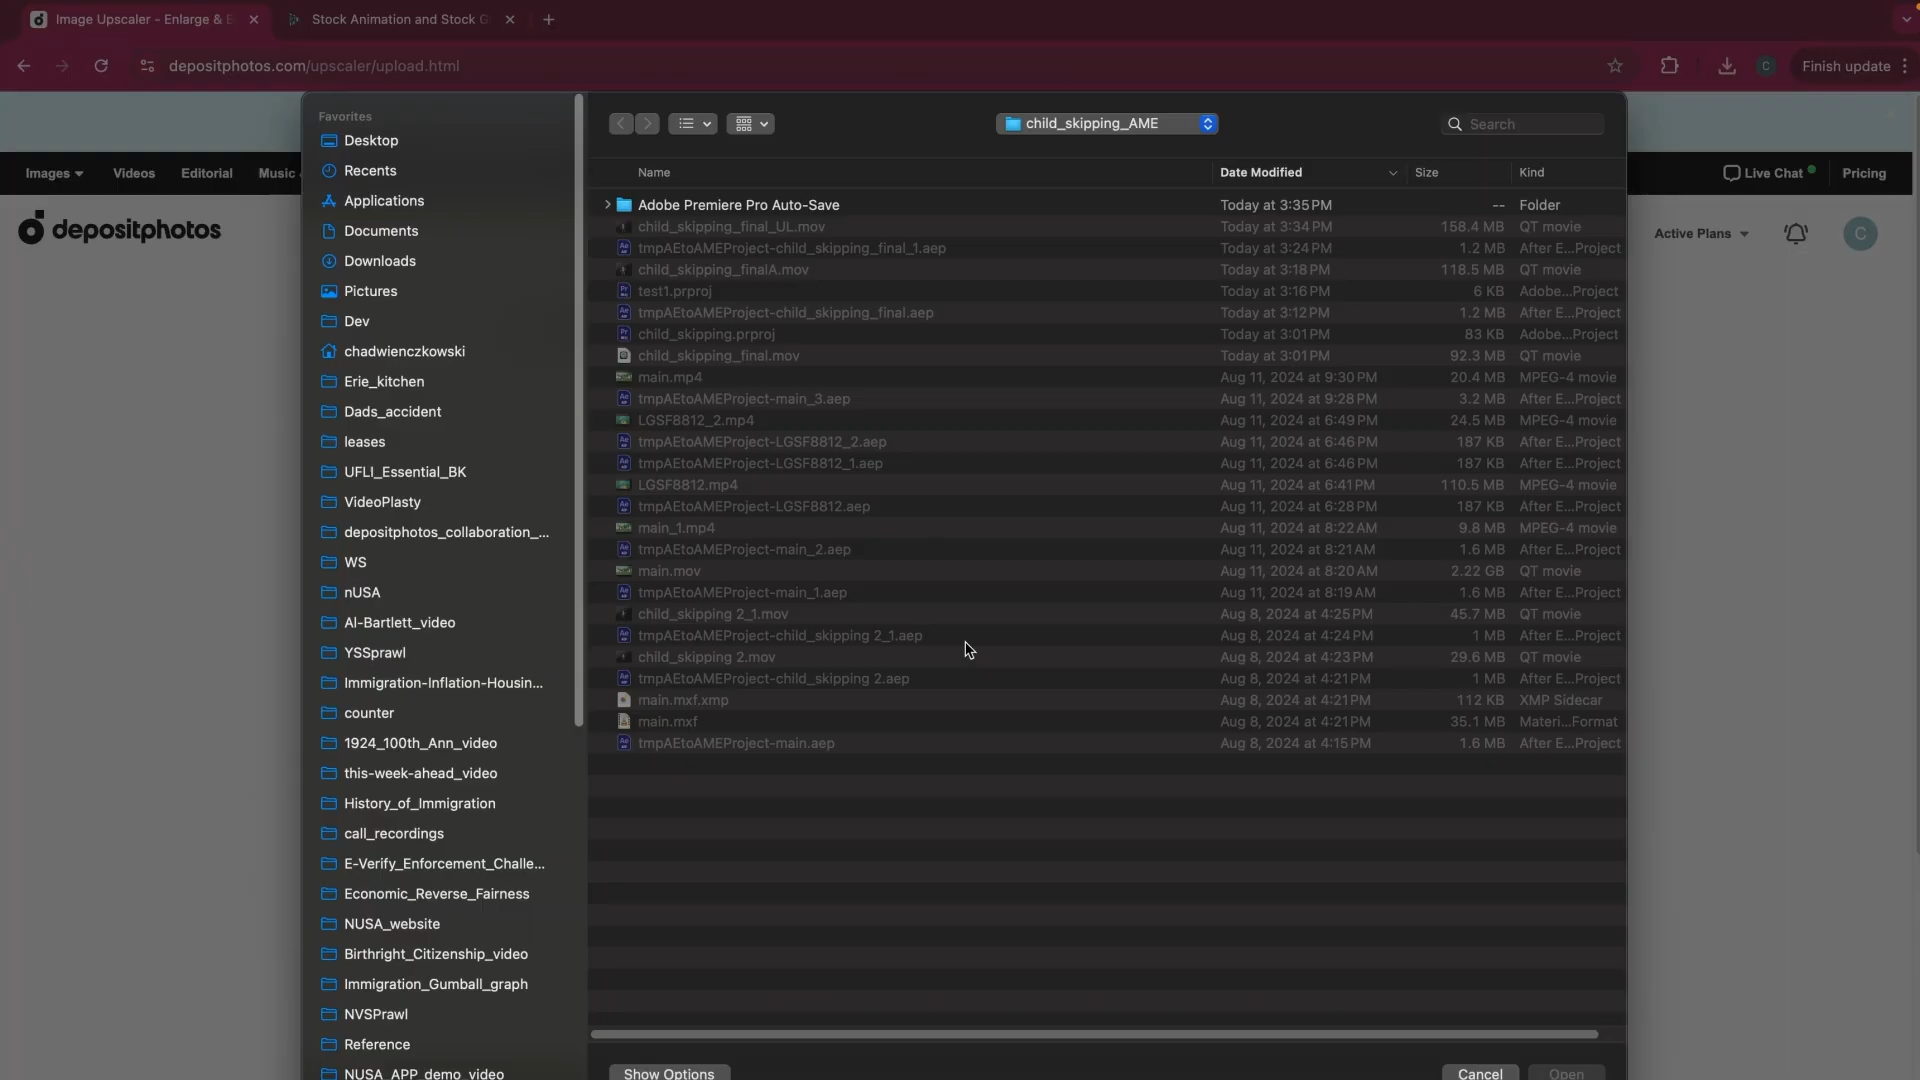 Image Upscaler - Enlarge & E
Stock Animation and Stock G
depositphotos.com/upscaler/upload.html
Finish update
Images
Videos
Editorial
Music
Live Chat
Pricing
depositphotos
Active Plans
C
Favorites
Desktop
Recents
Applications
Documents
Downloads
Pictures
Dev
chadwienczkowski
Erie_kitchen
Dads_accident
leases
UFLI_Essential_BK
VideoPlasty
depositphotos_collaboration_...
WS
nUSA
AI-Bartlett_video
YSSprawl
Immigration-Inflation-Housin...
counter
1924_100th_Ann_video
this-week-ahead_video
History_of_Immigration
call_recordings
E-Verify_Enforcement_Challe...
Economic_Reverse_Fairness
NUSA_website
Birthright_Citizenship_video
Immigration_Gumball_graph
NVSPrawl
Reference
NUSA_APP_demo_video
child_skipping_AME
Search
Name Date Modified Size Kind
Adobe Premiere Pro Auto-Save Today at 3:35 PM -- Folder
child_skipping_final_UL.mov Today at 3:34 PM 158.4 MB QT movie
tmpAEtoAMEProject-child_skipping_final_1.aep Today at 3:24 PM 1.2 MB After E...Project
child_skipping_finalA.mov Today at 3:18 PM 118.5 MB QT movie
test1.prproj Today at 3:16 PM 6 KB Adobe...Project
tmpAEtoAMEProject-child_skipping_final.aep Today at 3:12 PM 1.2 MB After E...Project
child_skipping.prproj Today at 3:01 PM 83 KB Adobe...Project
child_skipping_final.mov Today at 3:01 PM 92.3 MB QT movie
main.mp4 Aug 11, 2024 at 9:30 PM 20.4 MB MPEG-4 movie
tmpAEtoAMEProject-main_3.aep Aug 11, 2024 at 9:28 PM 3.2 MB After E...Project
LGSF8812_2.mp4 Aug 11, 2024 at 6:49 PM 24.5 MB MPEG-4 movie
tmpAEtoAMEProject-LGSF8812_2.aep Aug 11, 2024 at 6:46 PM 187 KB After E...Project
tmpAEtoAMEProject-LGSF8812_1.aep Aug 11, 2024 at 6:46 PM 187 KB After E...Project
LGSF8812.mp4 Aug 11, 2024 at 6:41 PM 110.5 MB MPEG-4 movie
tmpAEtoAMEProject-LGSF8812.aep Aug 11, 2024 at 6:28 PM 187 KB After E...Project
main_1.mp4 Aug 11, 2024 at 8:22 AM 9.8 MB MPEG-4 movie
tmpAEtoAMEProject-main_2.aep Aug 11, 2024 at 8:21 AM 1.6 MB After E...Project
main.mov Aug 11, 2024 at 8:20 AM 2.22 GB QT movie
tmpAEtoAMEProject-main_1.aep Aug 11, 2024 at 8:19 AM 1.6 MB After E...Project
child_skipping 2_1.mov Aug 8, 2024 at 4:25 PM 45.7 MB QT movie
tmpAEtoAMEProject-child_skipping 2_1.aep Aug 8, 2024 at 4:24 PM 1 MB After E...Project
child_skipping 2.mov Aug 8, 2024 at 4:23 PM 29.6 MB QT movie
tmpAEtoAMEProject-child_skipping 2.aep Aug 8, 2024 at 4:21 PM 1 MB After E...Project
main.mxf.xmp Aug 8, 2024 at 4:21 PM 112 KB XMP Sidecar
main.mxf Aug 8, 2024 at 4:21 PM 35.1 MB Materi...Format
tmpAEtoAMEProject-main.aep Aug 8, 2024 at 4:15 PM 1.6 MB After E...Project
Show Options
Cancel
Open